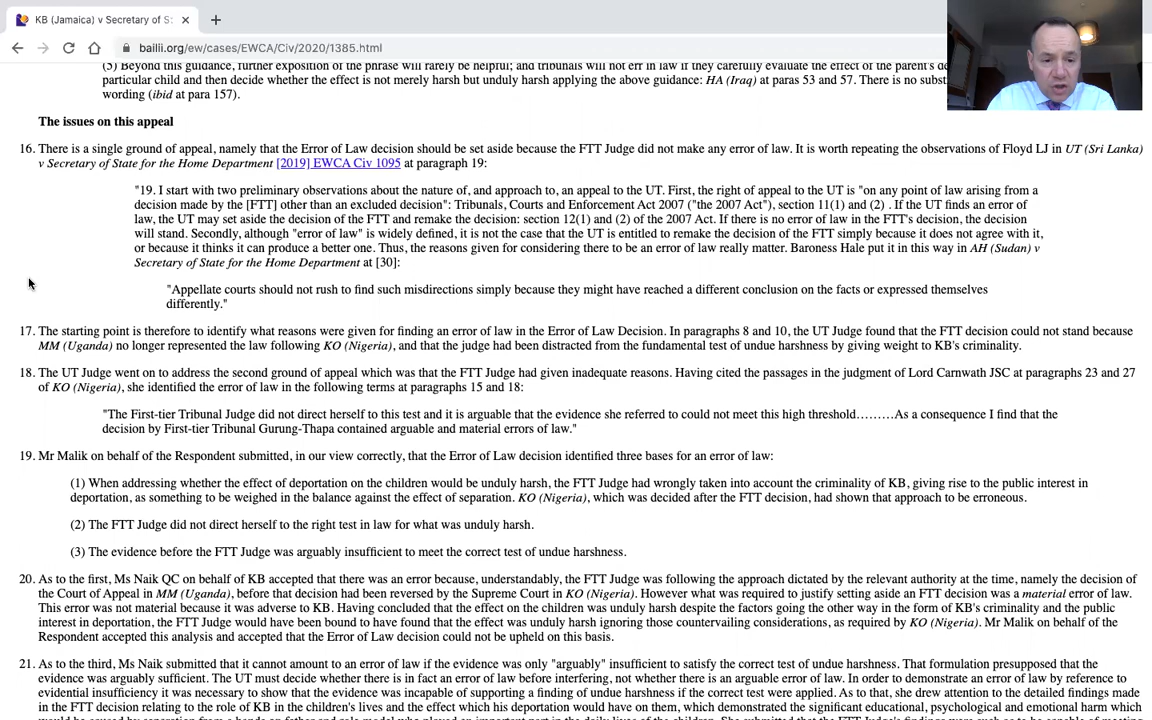 KB (Jamaica) v Secretary of S
bailii.org/ew/cases/EWCA/Civ/2020/1385.html
(5) Beyond this guidance, further exposition of the phrase will rarely be helpful; and tribunals will not err in law if they carefully evaluate the effect of the parent's
particular child and then decide whether the effect is not merely harsh but unduly harsh applying the above guidance: HA (Iraq) at paras 53 and 57. There is no
wording (ibid at para 157).
The issues on this appeal
16. There is a single ground of appeal, namely that the Error of Law decision should be set aside because the FTT Judge did not make any error of law. It is worth repeating the observations of Floyd LJ in UT (Sri Lanka)
v Secretary of State for the Home Department [2019] EWCA Civ 1095 at paragraph 19:
"19. I start with two preliminary observations about the nature of, and approach to, an appeal to the UT. First, the right of appeal to the UT is "on any point of law arising from a
decision made by the [FTT] other than an excluded decision": Tribunals, Courts and Enforcement Act 2007 ("the 2007 Act"), section 11(1) and (2) . If the UT finds an error of
law, the UT may set aside the decision of the FTT and remake the decision: section 12(1) and (2) of the 2007 Act. If there is no error of law in the FTT's decision, the decision
will stand. Secondly, although "error of law" is widely defined, it is not the case that the UT is entitled to remake the decision of the FTT simply because it does not agree with it,
or because it thinks it can produce a better one. Thus, the reasons given for considering there to be an error of law really matter. Baroness Hale put it in this way in AH (Sudan) v
Secretary of State for the Home Department at [30]:
"Appellate courts should not rush to find such misdirections simply because they might have reached a different conclusion on the facts or expressed themselves
differently."
17. The starting point is therefore to identify what reasons were given for finding an error of law in the Error of Law Decision. In paragraphs 8 and 10, the UT Judge found that the FTT decision could not stand because
MM (Uganda) no longer represented the law following KO (Nigeria), and that the judge had been distracted from the fundamental test of undue harshness by giving weight to KB's criminality.
18. The UT Judge went on to address the second ground of appeal which was that the FTT Judge had given inadequate reasons. Having cited the passages in the judgment of Lord Carnwath JSC at paragraphs 23 and 27
of KO (Nigeria), she identified the error of law in the following terms at paragraphs 15 and 18:
"The First-tier Tribunal Judge did not direct herself to this test and it is arguable that the evidence she referred to could not meet this high threshold.........As a consequence I find that the
decision by First-tier Tribunal Gurung-Thapa contained arguable and material errors of law."
19. Mr Malik on behalf of the Respondent submitted, in our view correctly, that the Error of Law decision identified three bases for an error of law:
(1) When addressing whether the effect of deportation on the children would be unduly harsh, the FTT Judge had wrongly taken into account the criminality of KB, giving rise to the public interest in
deportation, as something to be weighed in the balance against the effect of separation. KO (Nigeria), which was decided after the FTT decision, had shown that approach to be erroneous.
(2) The FTT Judge did not direct herself to the right test in law for what was unduly harsh.
(3) The evidence before the FTT Judge was arguably insufficient to meet the correct test of undue harshness.
20. As to the first, Ms Naik QC on behalf of KB accepted that there was an error because, understandably, the FTT Judge was following the approach dictated by the relevant authority at the time, namely the decision of
the Court of Appeal in MM (Uganda), before that decision had been reversed by the Supreme Court in KO (Nigeria). However what was required to justify setting aside an FTT decision was a material error of law.
This error was not material because it was adverse to KB. Having concluded that the effect on the children was unduly harsh despite the factors going the other way in the form of KB's criminality and the public
interest in deportation, the FTT Judge would have been bound to have found that the effect was unduly harsh ignoring those countervailing considerations, as required by KO (Nigeria). Mr Malik on behalf of the
Respondent accepted this analysis and accepted that the Error of Law decision could not be upheld on this basis.
21. As to the third, Ms Naik submitted that it cannot amount to an error of law if the evidence was only "arguably" insufficient to satisfy the correct test of undue harshness. That formulation presupposed that the
evidence was arguably sufficient. The UT must decide whether there is in fact an error of law before interfering, not whether there is an arguable error of law. In order to demonstrate an error of law by reference to
evidential insufficiency it was necessary to show that the evidence was incapable of supporting a finding of undue harshness if the correct test were applied. As to that, she drew attention to the detailed findings made
in the FTT decision relating to the role of KB in the children's lives and the effect which his deportation would have on them, which demonstrated the significant educational, psychological and emotional harm which